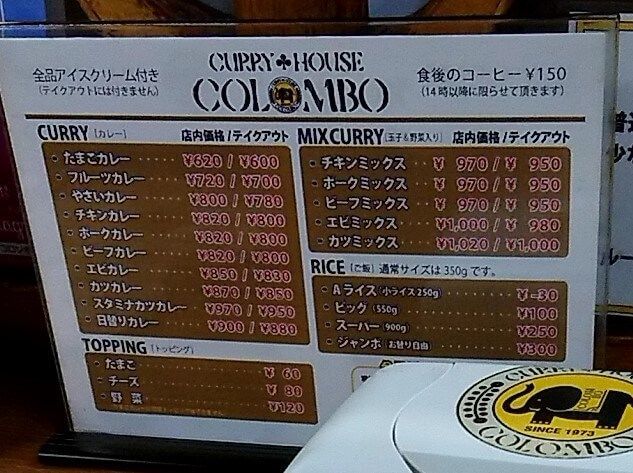 CURRY♣HOUSE
COLOMBO
全品アイスクリーム付き
(テイクアウトには付きません)
食後のコーヒー¥150
(14時以降に限らせて頂きます)
CURRY [カレー] 店内価格/テイクアウト
たまごカレー ¥620 / ¥600
フルーツカレー ¥720 / ¥700
やさいカレー ¥800 / ¥780
チキンカレー ¥820 / ¥800
ホークカレー ¥820 / ¥800
ビーフカレー ¥820 / ¥800
エビカレー ¥850 / ¥830
カツカレー ¥870 / ¥850
スタミナカツカレー ¥970 / ¥950
日替りカレー ¥900 / ¥880
TOPPING [トッピング]
たまご ¥ 60
チーズ ¥ 80
野菜 ¥120
MIXCURRY [玉子&野菜入り] 店内価格/テイクアウト
チキンミックス ¥ 970 / ¥ 950
ホークミックス ¥ 970 / ¥ 950
ビーフミックス ¥ 970 / ¥ 950
エビミックス ¥1,000 / ¥ 980
カツミックス ¥1,020 / ¥1,000
RICE [ご飯] 通常サイズは350gです。
Aライス (小ライス250g) ¥-30
ビッグ (550g) ¥100
スーパー (900g) ¥250
ジャンボ (お替り自由) ¥300
SINCE 1973
COLOMBO